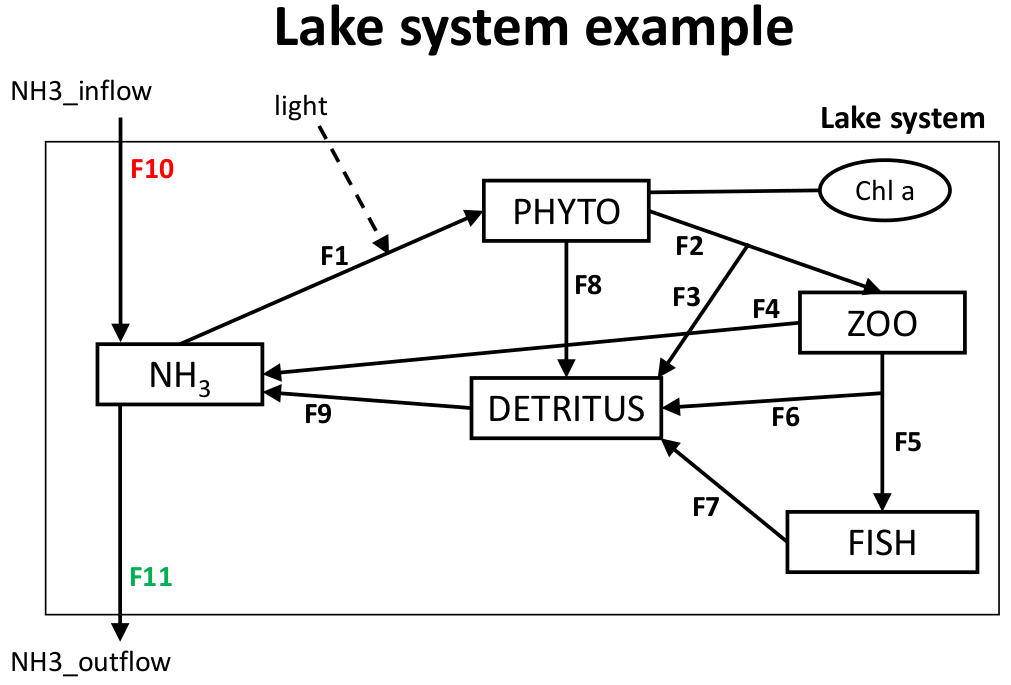 Lake system example
NH3_inflow
light
Lake system
F10
PHYTO
Chl a
F1
F2
F8
F3
F4
ZOO
NH3
DETRITUS
F9
F6
F5
F7
FISH
F11
NH3_outflow